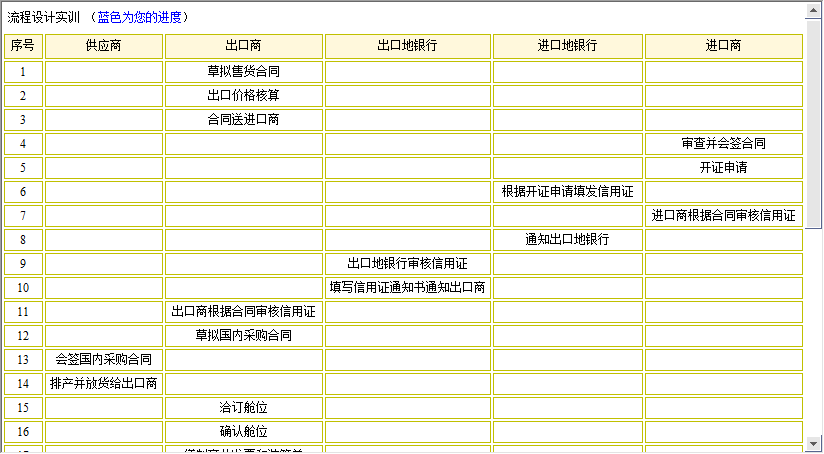 流程设计实训 （蓝色为您的进度）
序号 供应商 出口商 出口地银行 进口地银行 进口商
1 草拟售货合同
2 出口价格核算
3 合同送进口商
4 审查并会签合同
5 开证申请
6 根据开证申请填发信用证
7 进口商根据合同审核信用证
8 通知出口地银行
9 出口地银行审核信用证
10 填写信用证通知书通知出口商
11 出口商根据合同审核信用证
12 草拟国内采购合同
13 会签国内采购合同
14 排产并放货给出口商
15 洽订舱位
16 确认舱位